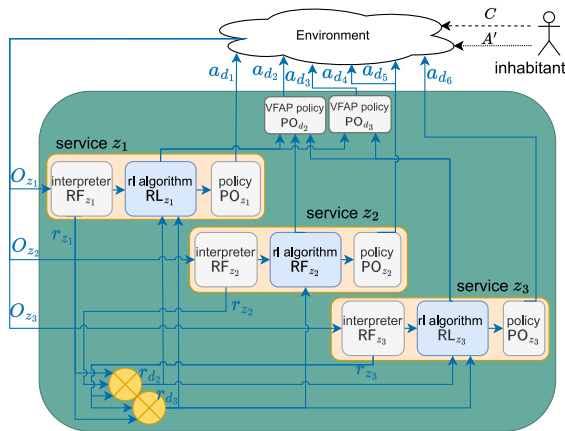 Environment
C
A′
inhabitant
a_{d_1}
a_{d_2}
a_{d_3}
a_{d_4}
a_{d_5}
a_{d_6}
VFAP policy
PO_{d_2}
VFAP policy
PO_{d_3}
service z_1
O_{z_1}
interpreter
RF_{z_1}
rl algorithm
RL_{z_1}
policy
PO_{z_1}
r_{z_1}
service z_2
O_{z_2}
interpreter
RF_{z_2}
rl algorithm
RF_{z_2}
policy
PO_{z_2}
r_{z_2}
service z_3
O_{z_3}
interpreter
RF_{z_3}
rl algorithm
RL_{z_3}
policy
PO_{z_3}
r_{z_3}
r_{d_2}
r_{d_3}